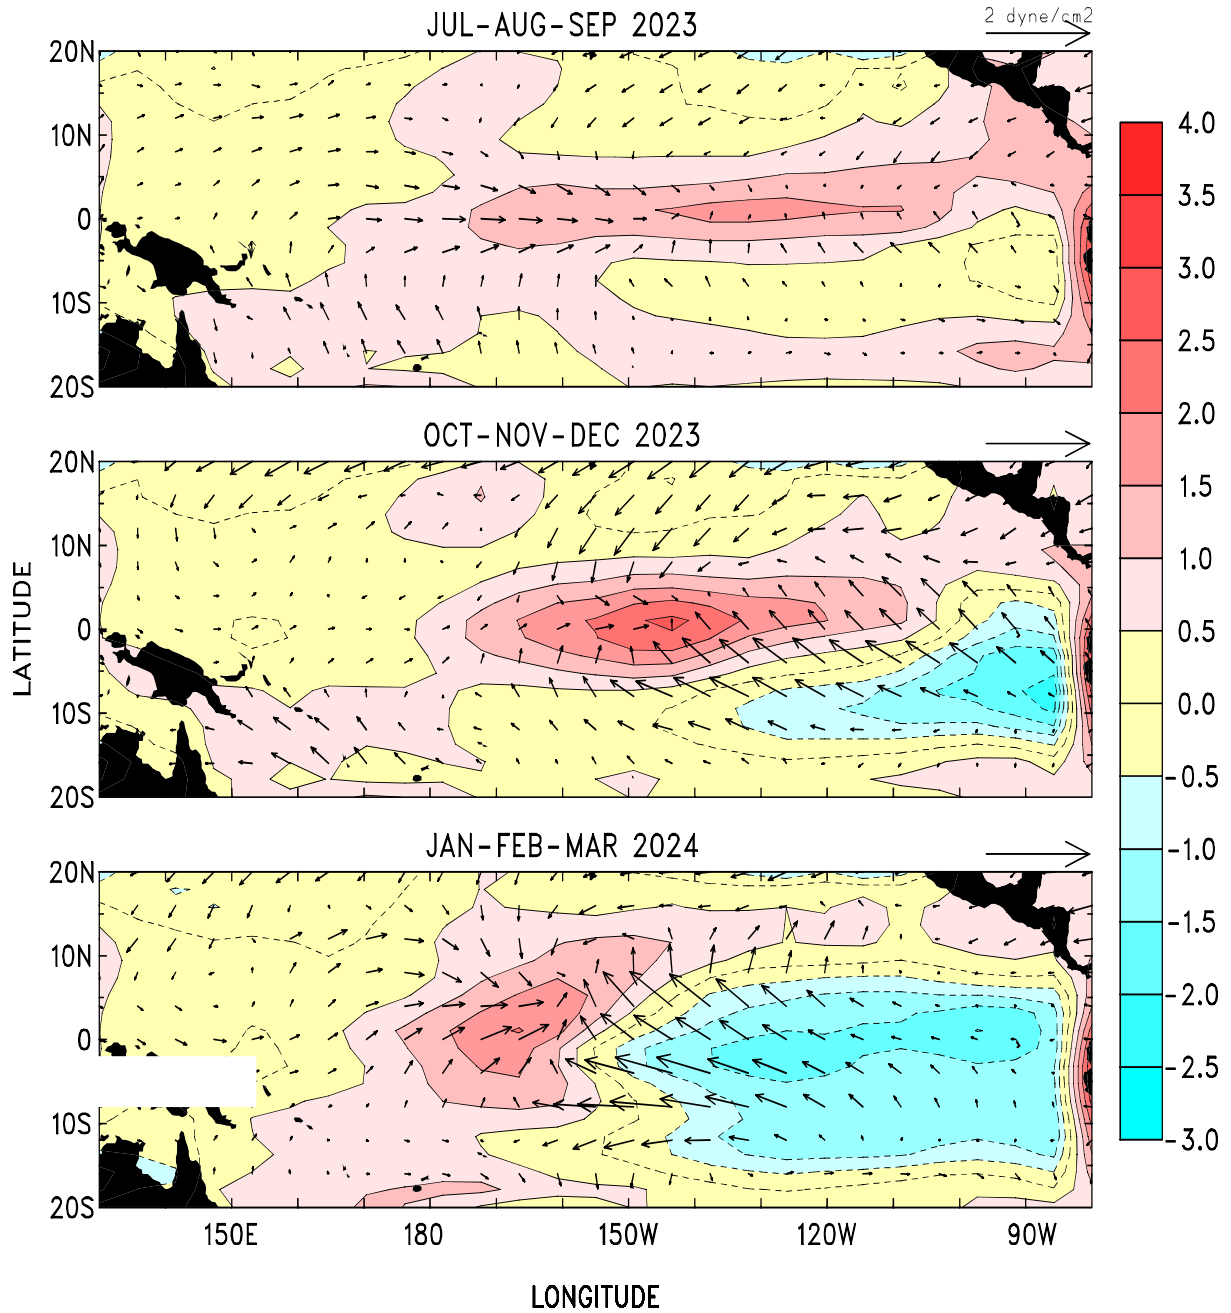 JUL-AUG-SEP 2023
2 dyne/cm2
20N
10N
0
10S
20S
OCT-NOV-DEC 2023
20N
10N
0
10S
20S
LATITUDE
JAN-FEB-MAR 2024
20N
10N
0
10S
20S
150E 180 150W 120W 90W
LONGITUDE
4.0
3.5
3.0
2.5
2.0
1.5
1.0
0.5
0.0
-0.5
-1.0
-1.5
-2.0
-2.5
-3.0